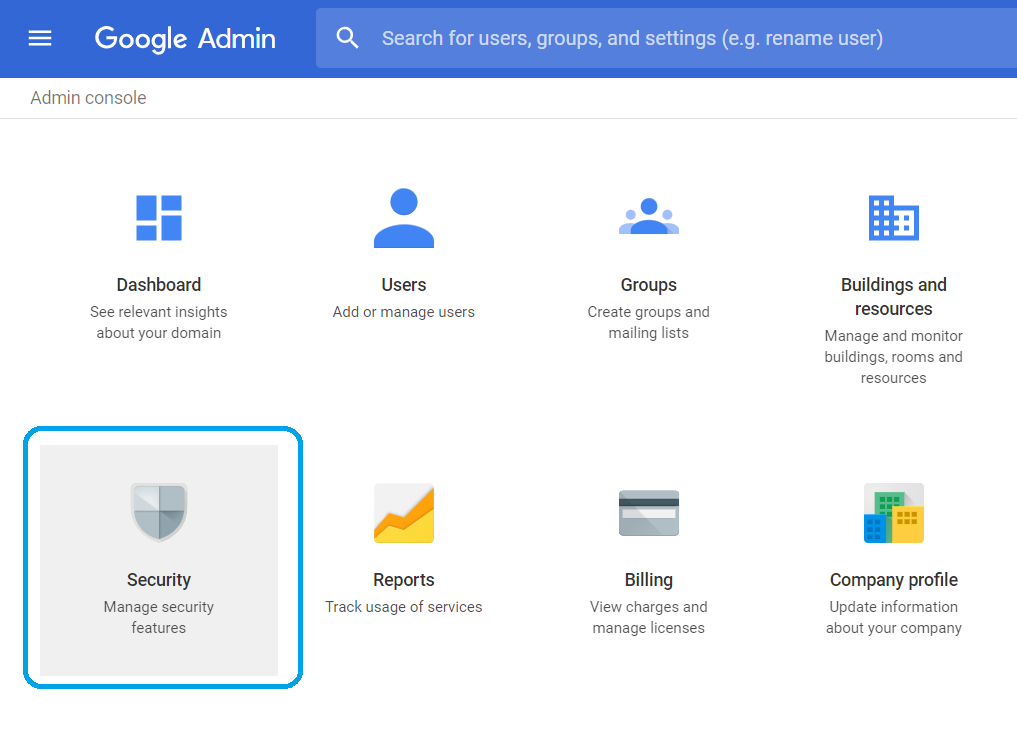 Google Admin
Search for users, groups, and settings (e.g. rename user)
Admin console
Dashboard
See relevant insights
about your domain
Users
Add or manage users
Groups
Create groups and
mailing lists
Buildings and
resources
Manage and monitor
buildings, rooms and
resources
Security
Manage security
features
Reports
Track usage of services
Billing
View charges and
manage licenses
Company profile
Update information
about your company